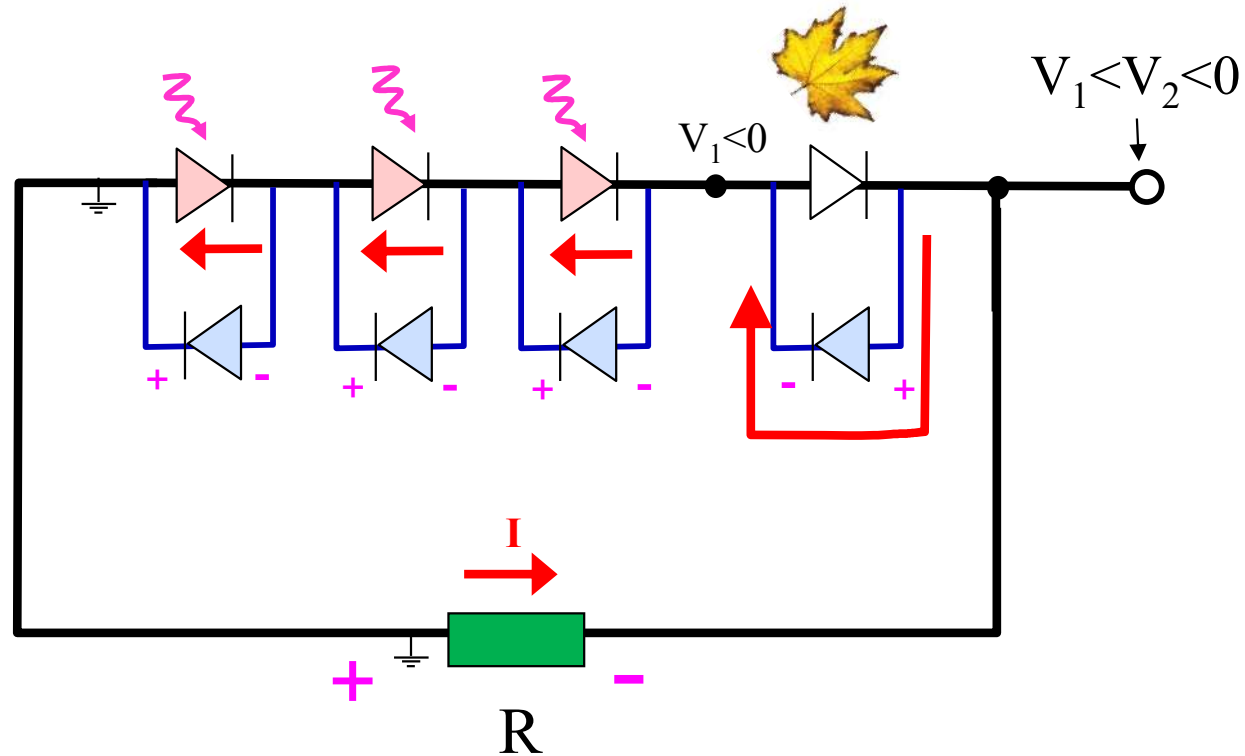 V₁<V₂<0
V₁<0
+ - + - + - - +
I
+ -
R